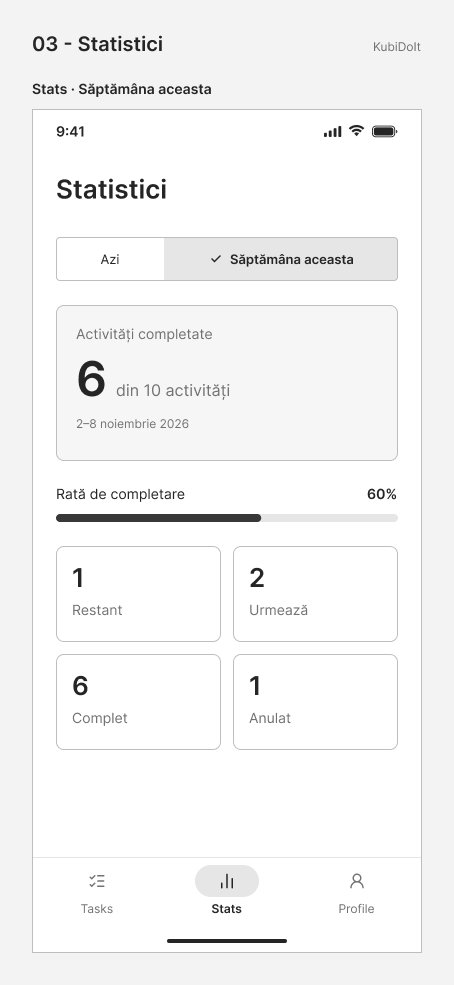 03 - Statistici
KubiDoIt
Stats · Săptămâna aceasta
9:41
Statistici
Azi
Săptămâna aceasta
Activități completate
6 din 10 activități
2–8 noiembrie 2026
Rată de completare
60%
1
Restant
2
Urmează
6
Complet
1
Anulat
Tasks
Stats
Profile